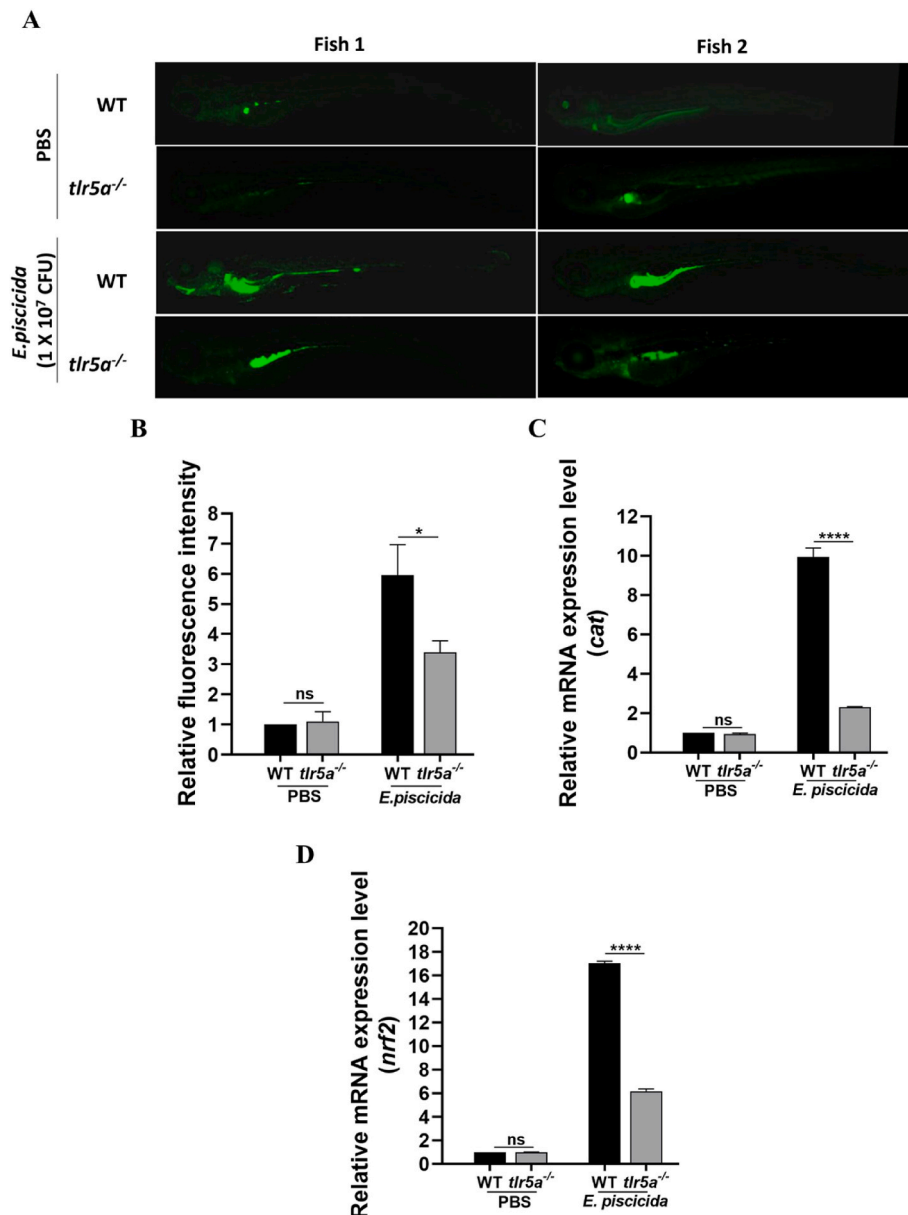 A
Fish 1 Fish 2
PBS
WT
tlr5a-/-
E.piscicida
(1 X 10⁷ CFU)
WT
tlr5a-/-
B
Relative fluorescence intensity
8
7
6
5
4
3
2
1
0
ns
*
WT tlr5a-/- WT tlr5a-/-
PBS E.piscicida
C
Relative mRNA expression level
(cat)
12
10
8
6
4
2
0
ns
****
WT tlr5a-/- WT tlr5a-/-
PBS E. piscicida
D
Relative mRNA expression level
(nrf2)
20
18
16
14
12
10
8
6
4
2
0
ns
****
WT tlr5a-/- WT tlr5a-/-
PBS E. piscicida